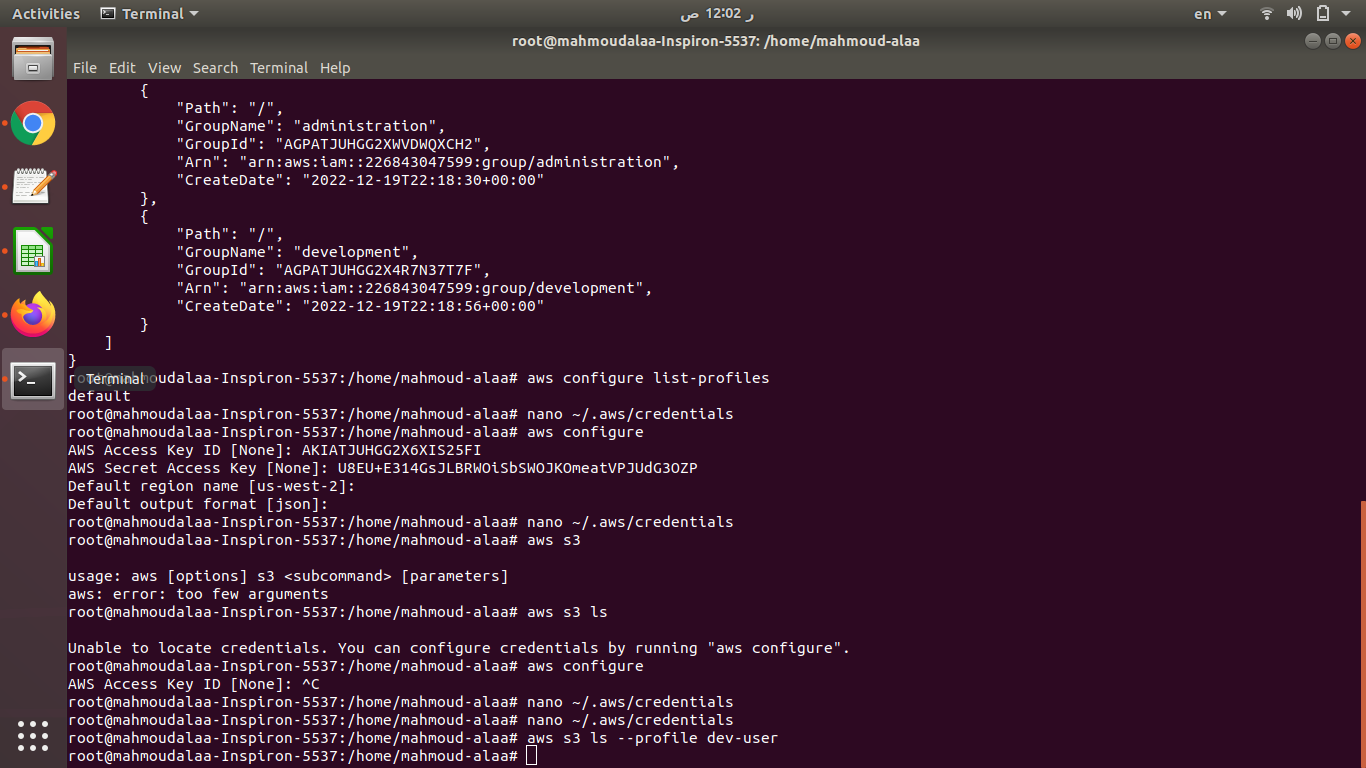 Activities Terminal
ر 12:02 ص
en
root@mahmoudalaa-Inspiron-5537: /home/mahmoud-alaa
File Edit View Search Terminal Help
{
"Path": "/",
"GroupName": "administration",
"GroupId": "AGPATJUHGG2XWVDWQXCH2",
"Arn": "arn:aws:iam::226843047599:group/administration",
"CreateDate": "2022-12-19T22:18:30+00:00"
},
{
"Path": "/",
"GroupName": "development",
"GroupId": "AGPATJUHGG2X4R7N37T7F",
"Arn": "arn:aws:iam::226843047599:group/development",
"CreateDate": "2022-12-19T22:18:56+00:00"
}
]
}
root@mahmoudalaa-Inspiron-5537:/home/mahmoud-alaa# aws configure list-profiles
Terminal
default
root@mahmoudalaa-Inspiron-5537:/home/mahmoud-alaa# nano ~/.aws/credentials
root@mahmoudalaa-Inspiron-5537:/home/mahmoud-alaa# aws configure
AWS Access Key ID [None]: AKIATJUHGG2X6XIS25FI
AWS Secret Access Key [None]: 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
Default region name [us-west-2]:
Default output format [json]:
root@mahmoudalaa-Inspiron-5537:/home/mahmoud-alaa# nano ~/.aws/credentials
root@mahmoudalaa-Inspiron-5537:/home/mahmoud-alaa# aws s3
usage: aws [options] s3 <subcommand> [parameters]
aws: error: too few arguments
root@mahmoudalaa-Inspiron-5537:/home/mahmoud-alaa# aws s3 ls
Unable to locate credentials. You can configure credentials by running "aws configure".
root@mahmoudalaa-Inspiron-5537:/home/mahmoud-alaa# aws configure
AWS Access Key ID [None]: ^C
root@mahmoudalaa-Inspiron-5537:/home/mahmoud-alaa# nano ~/.aws/credentials
root@mahmoudalaa-Inspiron-5537:/home/mahmoud-alaa# nano ~/.aws/credentials
root@mahmoudalaa-Inspiron-5537:/home/mahmoud-alaa# aws s3 ls --profile dev-user
root@mahmoudalaa-Inspiron-5537:/home/mahmoud-alaa#